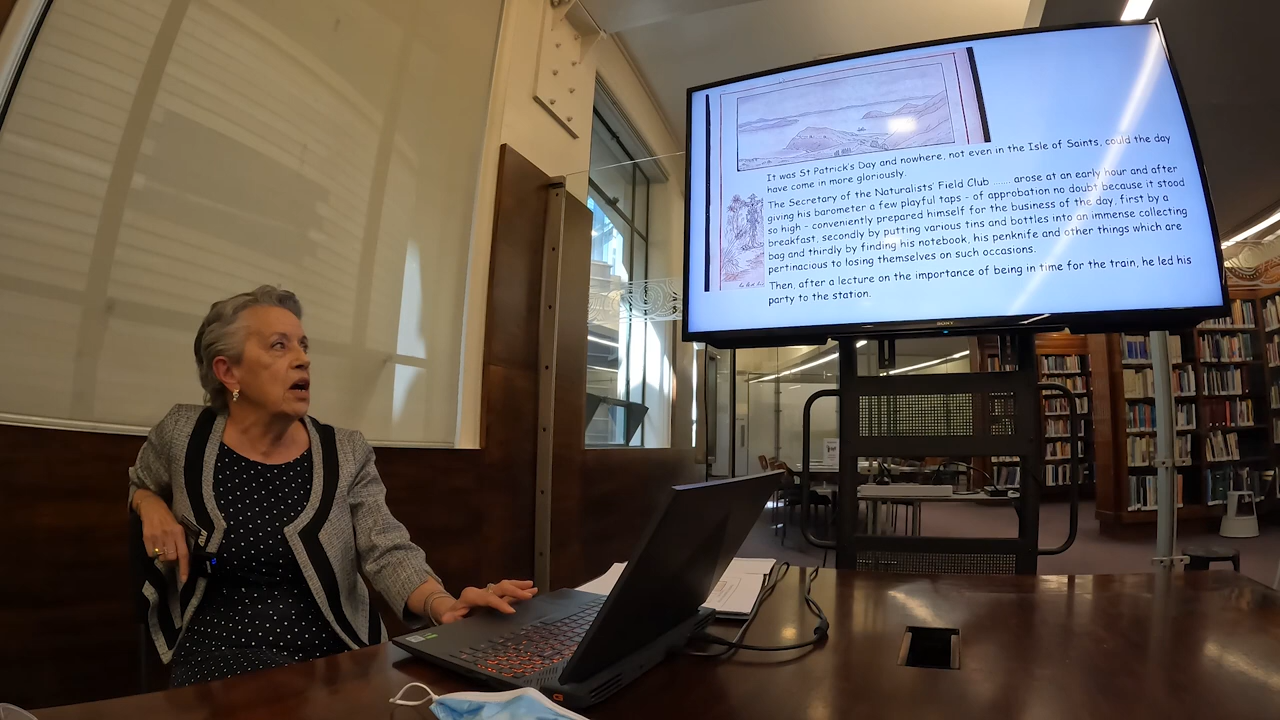 It was St Patrick's Day and nowhere, not even in the Isle of Saints, could the day
have come in more gloriously.
The Secretary of the Naturalists' Field Club ....... arose at an early hour and after
giving his barometer a few playful taps - of approbation no doubt because it stood
so high - conveniently prepared himself for the business of the day, first by a
breakfast, secondly by putting various tins and bottles into an immense collecting
bag and thirdly by finding his notebook, his penknife and other things which are
pertinacious to losing themselves on such occasions.
Then, after a lecture on the importance of being in time for the train, he led his
party to the station.
SONY